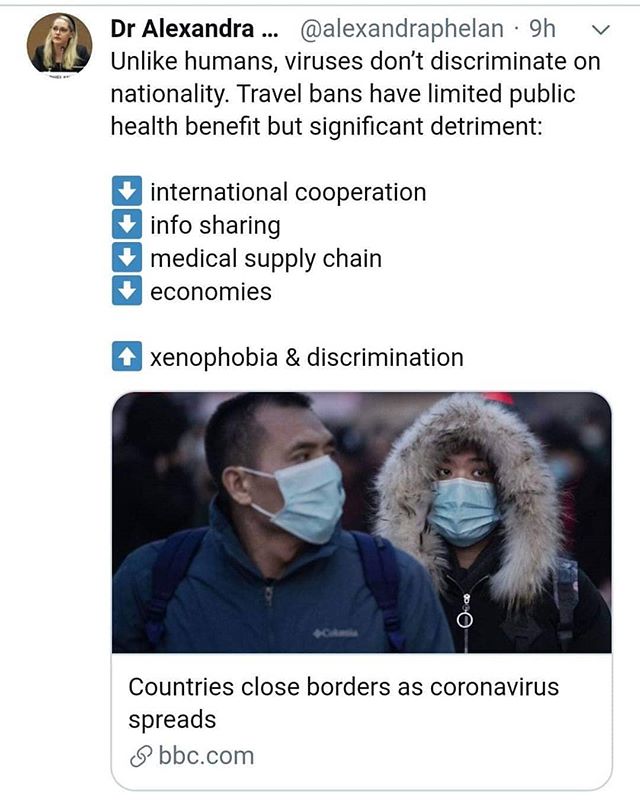 Dr Alexandra ... @alexandraphelan · 9h
Unlike humans, viruses don't discriminate on
nationality. Travel bans have limited public
health benefit but significant detriment:
⬇️ international cooperation
⬇️ info sharing
⬇️ medical supply chain
⬇️ economies
⬆️ xenophobia & discrimination
Columbia
Countries close borders as coronavirus
spreads
bbc.com